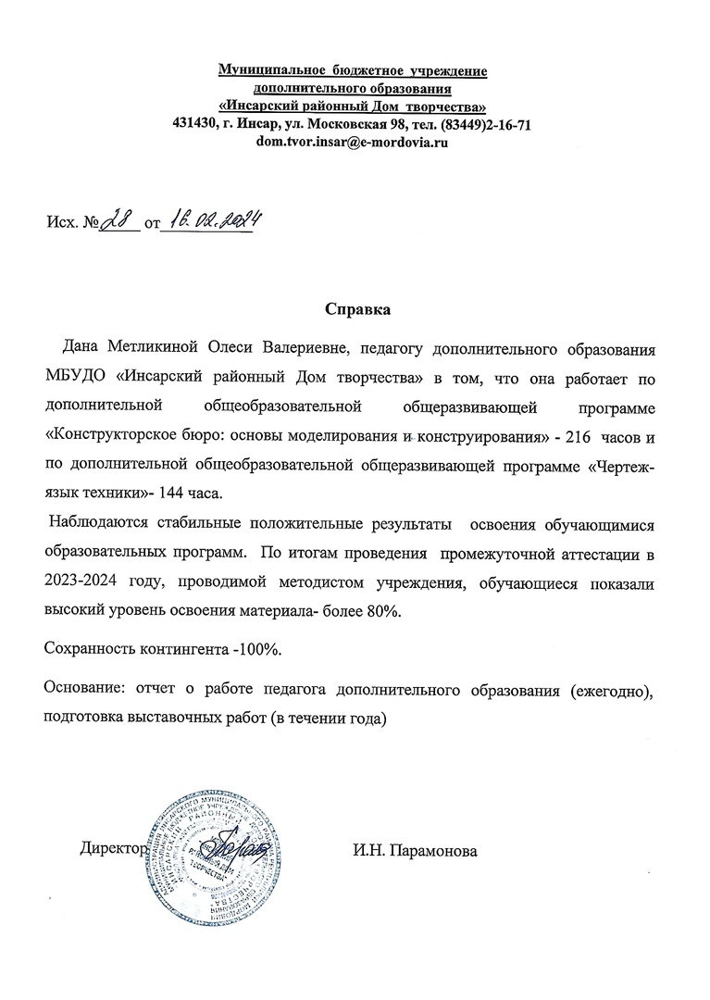 Муниципальное бюджетное учреждение
дополнительного образования
«Инсарский районный Дом творчества»
431430, г. Инсар, ул. Московская 98, тел. (83449)2-16-71
dom.tvor.insar@e-mordovia.ru
Исх. № 28 от 16.02.2024
Справка
Дана Метликиной Олеси Валериевне, педагогу дополнительного образования
МБУДО «Инсарский районный Дом творчества» в том, что она работает по
дополнительной общеобразовательной общеразвивающей программе
«Конструкторское бюро: основы моделирования и конструирования» - 216 часов и
по дополнительной общеобразовательной общеразвивающей программе «Чертеж-
язык техники»- 144 часа.
Наблюдаются стабильные положительные результаты освоения обучающимися
образовательных программ. По итогам проведения промежуточной аттестации в
2023-2024 году, проводимой методистом учреждения, обучающиеся показали
высокий уровень освоения материала- более 80%.
Сохранность контингента -100%.
Основание: отчет о работе педагога дополнительного образования (ежегодно),
подготовка выставочных работ (в течении года)
Директор И.Н. Парамонова